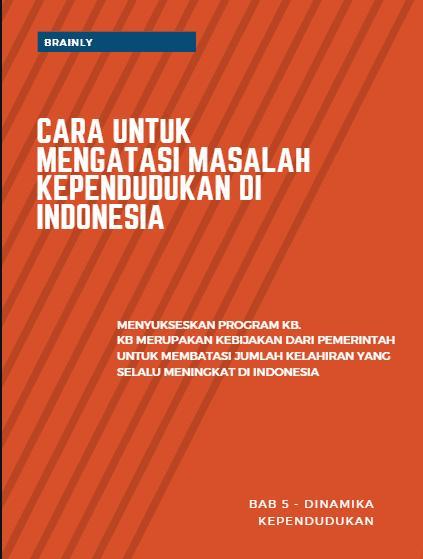 BRAINLY
CARA UNTUK
MENGATASI MASALAH
KEPENDUDUKAN DI
INDONESIA
MENYUKSESKAN PROGRAM KB.
KB MERUPAKAN KEBIJAKAN DARI PEMERINTAH
UNTUK MEMBATASI JUMLAH KELAHIRAN YANG
SELALU MENINGKAT DI INDONESIA
BAB 5 - DINAMIKA
KEPENDUDUKAN